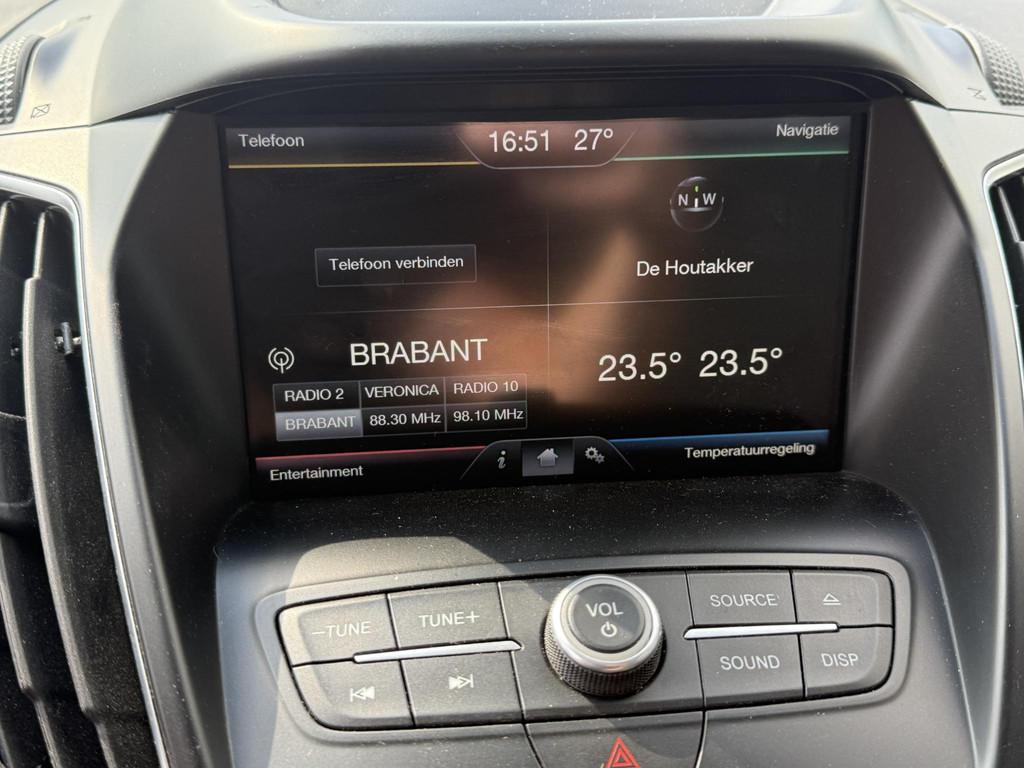 Telefoon
16:51 27°
Navigatie
N W
Telefoon verbinden
De Houtakker
BRABANT
23.5° 23.5°
RADIO 2 VERONICA RADIO 10
BRABANT 88.30 MHz 98.10 MHz
i
Entertainment
Temperatuurregeling
–TUNE TUNE+
VOL
SOURCE
SOUND DISP